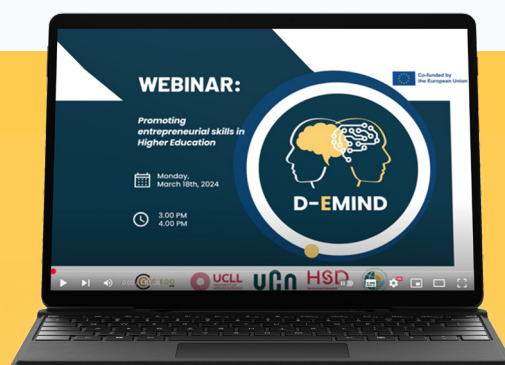 WEBINAR:
Co-funded by
the European Union
Promoting
entrepreneurial skills in
Higher Education
Monday,
March 18th, 2024
3.00 PM
4.00 PM
D-EMIND
UCLL
UCN
HSD